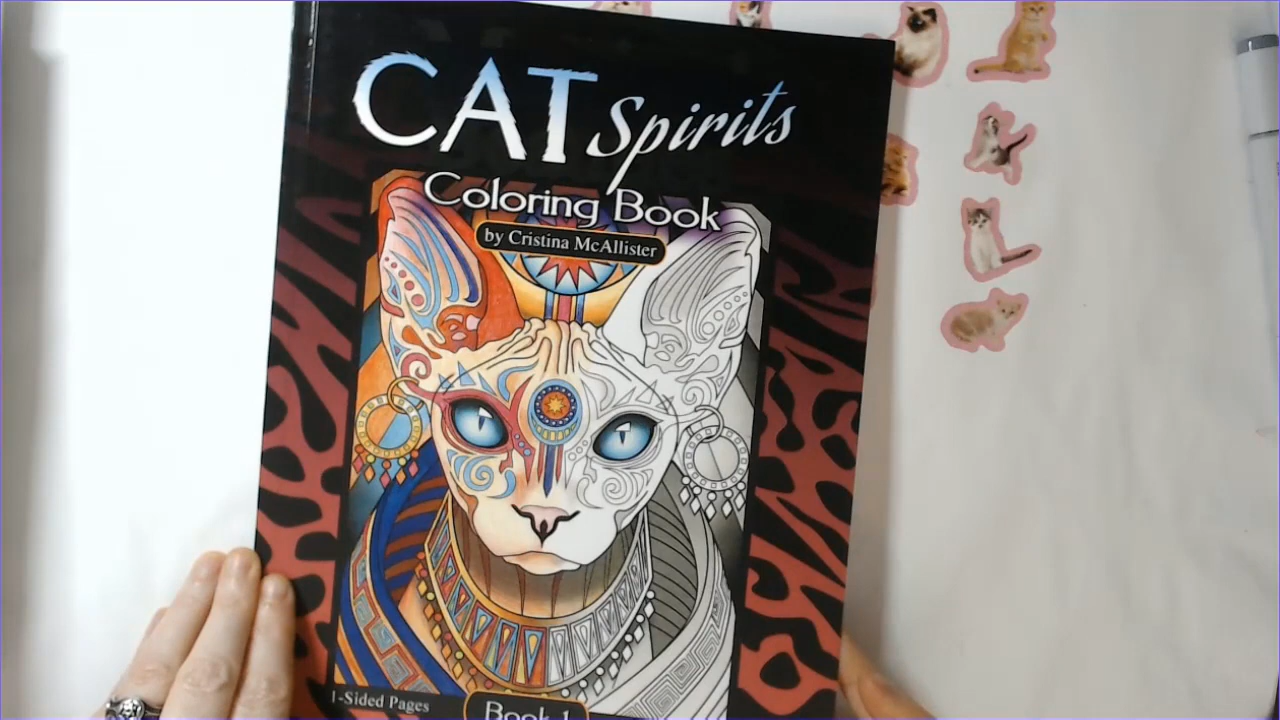 CAT Spirits
Coloring Book
by Cristina McAllister
1-Sided Pages
Book 1